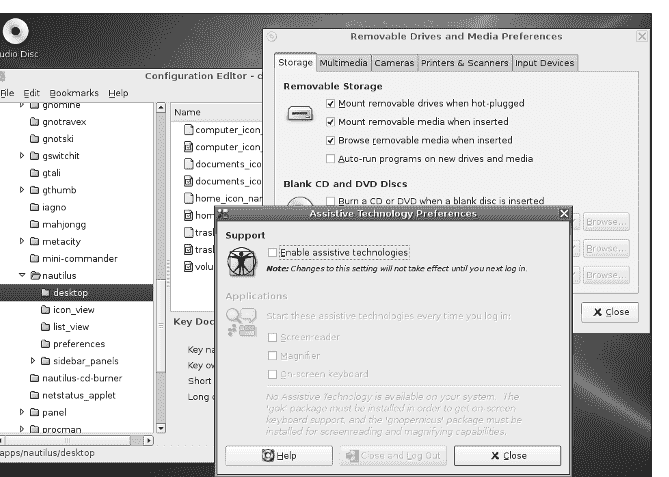 udio Disc
Removable Drives and Media Preferences
Storage
Multimedia
Cameras
Printers & Scanners
Input Devices
Removable Storage
Mount removable drives when hot-plugged
Mount removable media when inserted
Browse removable media when inserted
Auto-run programs on new drives and media
Blank CD and DVD Discs
Burn a CD or DVD when a blank disc is inserted
Browse...
Browse...
Browse...
Close
Configuration Editor - d
File Edit Bookmarks Help
gnomine
gnotravex
gnotski
gswitchit
gtali
gthumb
iagno
mahjongg
metacity
mini-commander
nautilus
desktop
icon_view
list_view
preferences
sidebar_panels
nautilus-cd-burner
netstatus_applet
panel
procman
apps/nautilus/desktop
Name
computer_icon_
computer_icon_
documents_ico
documents_ico
home_icon_nar
hom
tras
tras
volu
Key Doc
Key na
Key ow
Short
Long d
Assistive Technology Preferences
Support
Enable assistive technologies
Note: Changes to this setting will not take effect until you next log in.
Applications
Start these assistive technologies every time you log in:
Screenreader
Magnifier
On-screen keyboard
No Assistive Technology is available on your system. The
'gok' package must be installed in order to get on-screen
keyboard support, and the 'gnopernicus' package must be
installed for screenreading and magnifying capabilities.
Help
Close and Log Out
Close